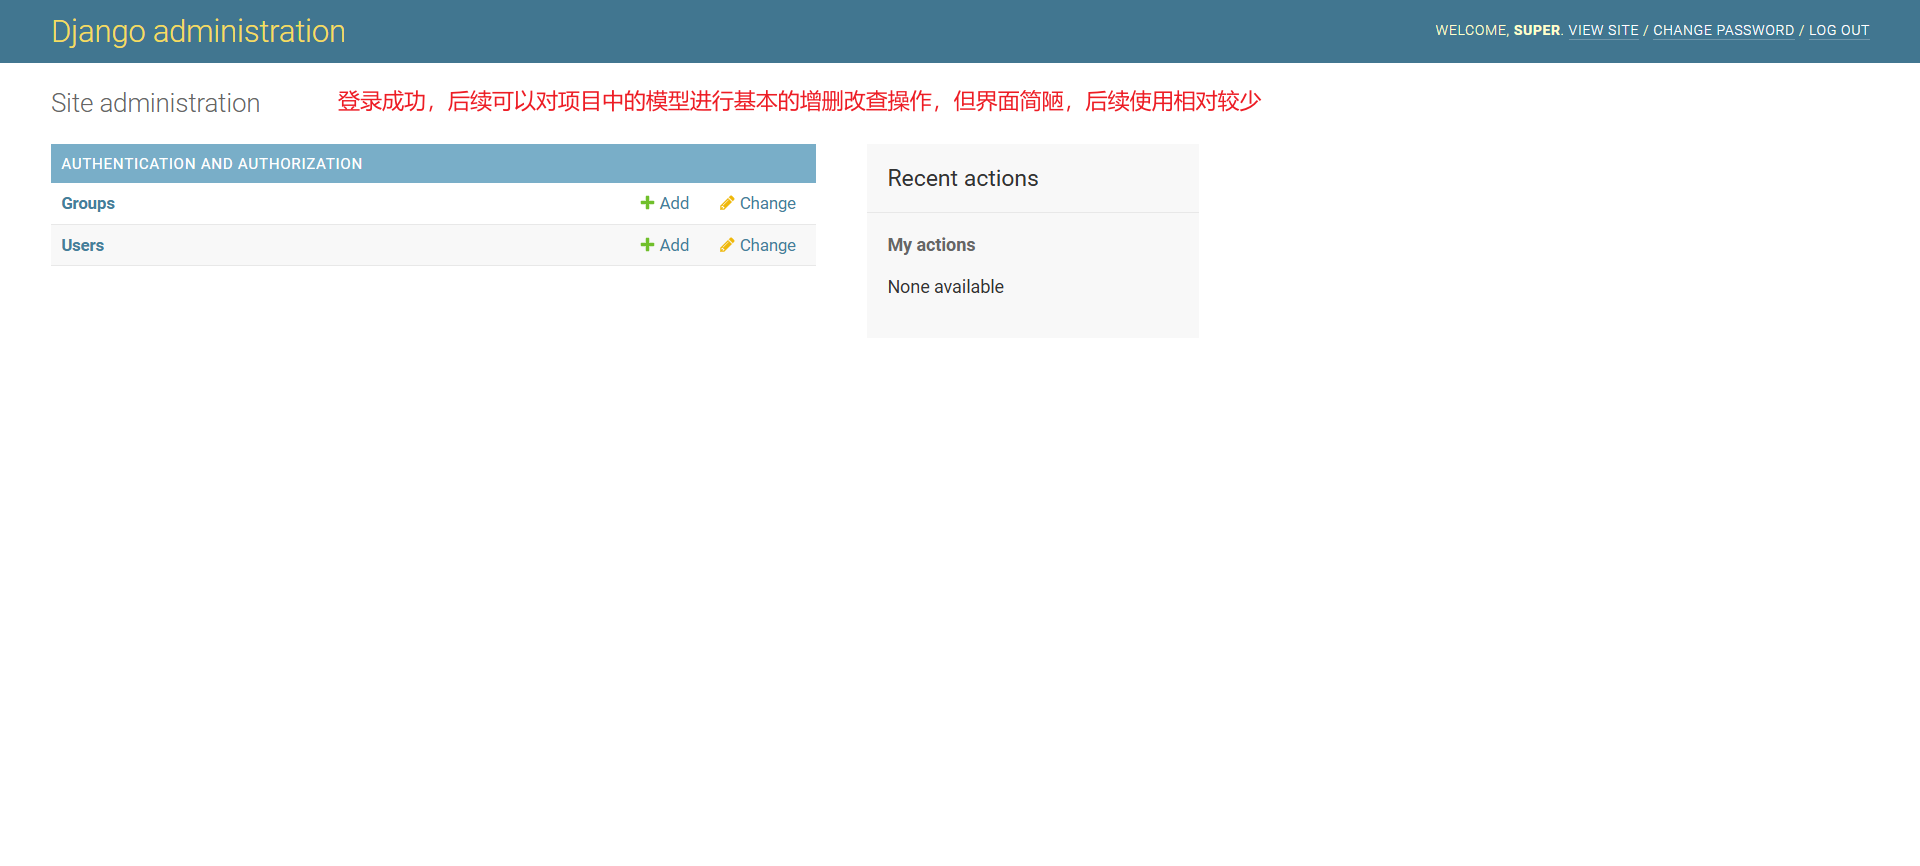 Django administration
WELCOME, SUPER. VIEW SITE / CHANGE PASSWORD / LOG OUT
Site administration
登录成功，后续可以对项目中的模型进行基本的增删改查操作，但界面简陋，后续使用相对较少
AUTHENTICATION AND AUTHORIZATION
Groups Add Change
Users Add Change
Recent actions
My actions
None available